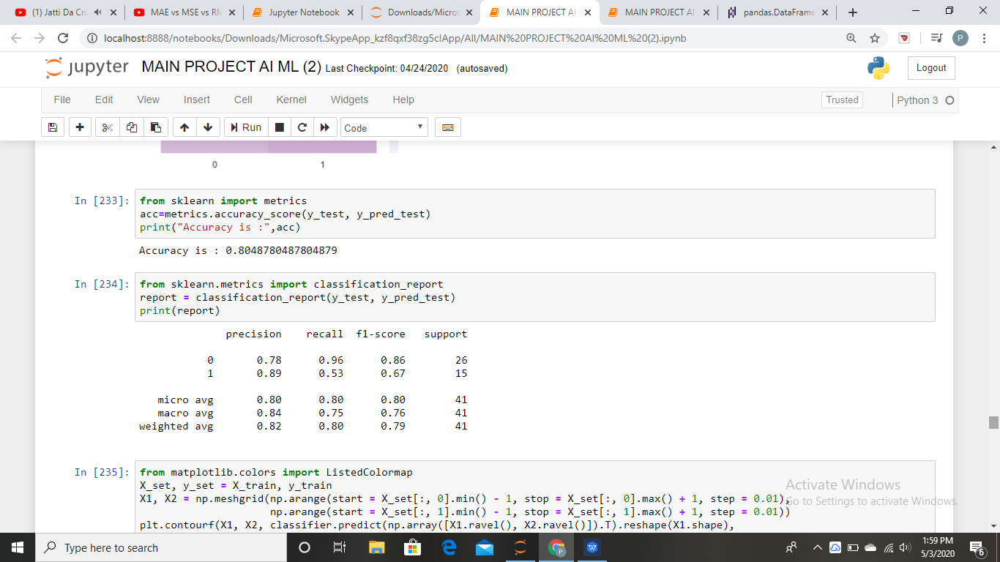 (1) Jatti Da Cru
MAE vs MSE vs RM
Jupyter Notebook
Downloads/Micros
MAIN PROJECT AI
MAIN PROJECT AI
pandas.DataFrame
localhost:8888/notebooks/Downloads/Microsoft.SkypeApp_kzf8qxf38zg5c!App/All/MAIN%20PROJECT%20AI%20ML%20(2).ipynb
P
jupyter MAIN PROJECT AI ML (2) Last Checkpoint: 04/24/2020 (autosaved)
Logout
File Edit View Insert Cell Kernel Widgets Help
Trusted
Python 3
Run
Code
0 1
In [233]:
from sklearn import metrics
acc=metrics.accuracy_score(y_test, y_pred_test)
print("Accuracy is :",acc)
Accuracy is : 0.8048780487804879
In [234]:
from sklearn.metrics import classification_report
report = classification_report(y_test, y_pred_test)
print(report)
precision recall f1-score support
0 0.78 0.96 0.86 26
1 0.89 0.53 0.67 15
micro avg 0.80 0.80 0.80 41
macro avg 0.84 0.75 0.76 41
weighted avg 0.82 0.80 0.79 41
In [235]:
from matplotlib.colors import ListedColormap
X_set, y_set = X_train, y_train
X1, X2 = np.meshgrid(np.arange(start = X_set[:, 0].min() - 1, stop = X_set[:, 0].max() + 1, step = 0.01),
np.arange(start = X_set[:, 1].min() - 1, stop = X_set[:, 1].max() + 1, step = 0.01))
plt.contourf(X1, X2, classifier.predict(np.array([X1.ravel(), X2.ravel()]).T).reshape(X1.shape),
Activate Windows
Go to Settings to activate Windows.
Type here to search
P
W
1:59 PM
5/3/2020
6